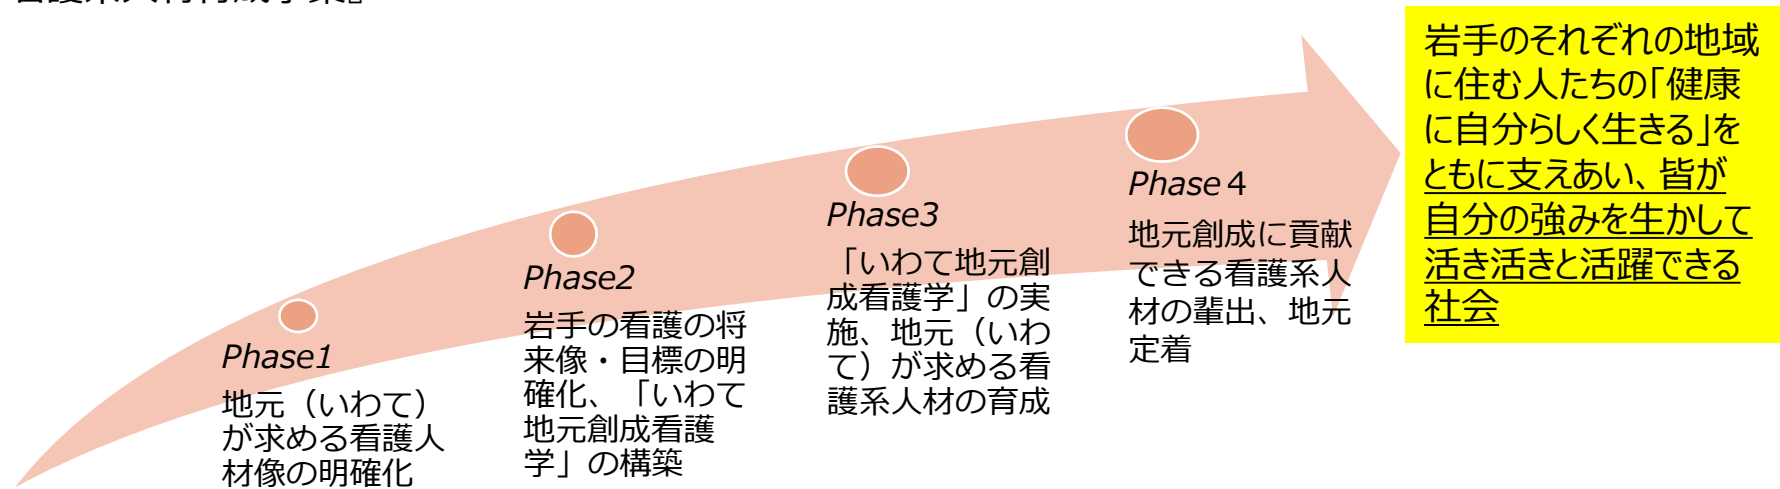 Phase1
地元（いわて）
が求める看護人
材像の明確化
Phase2
岩手の看護の将
来像・目標の明
確化、「いわて
地元創成看護
学」の構築
Phase3
「いわて地元創
成看護学」の実
施、地元（いわ
て）が求める看
護系人材の育成
Phase４
地元創成に貢献
できる看護系人
材の輩出、地元
定着
岩手のそれぞれの地域
に住む人たちの「健康
に自分らしく生きる」を
ともに支えあい、皆が
自分の強みを生かして
活き活きと活躍できる
社会